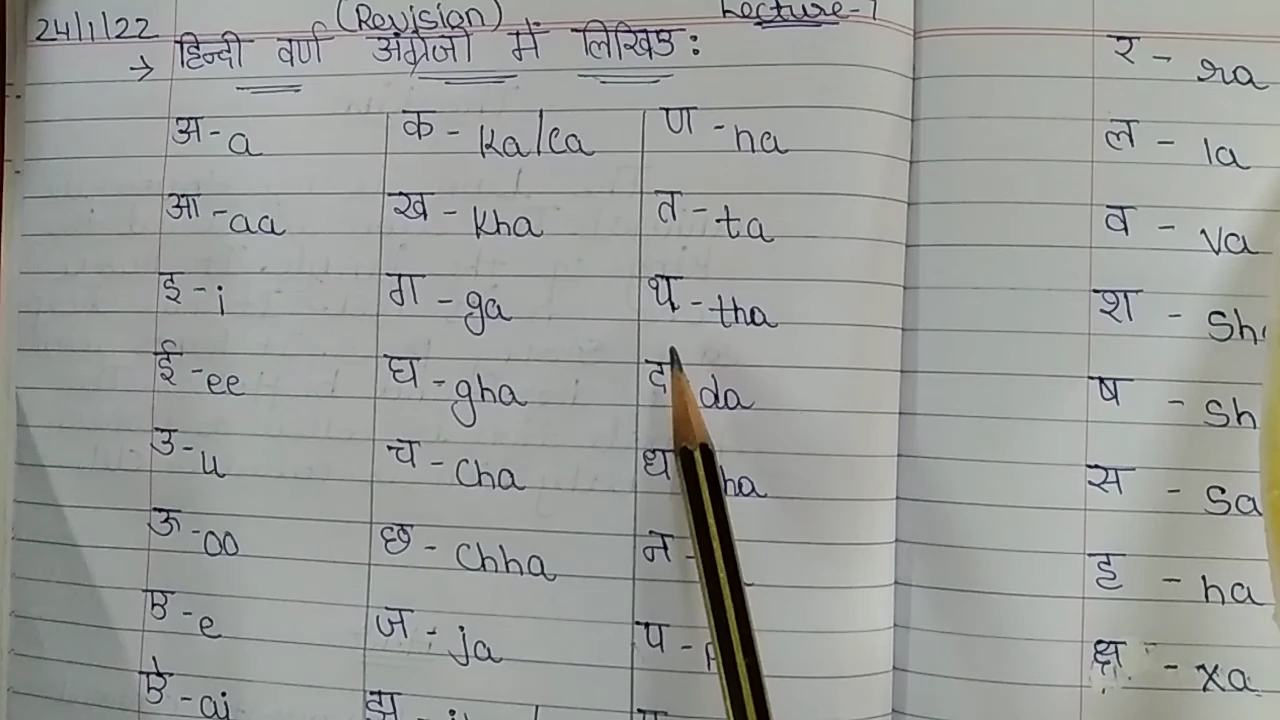 24/1/22 (Revision) Lecture-1
→ हिन्दी वर्ण अंग्रेजी में लिखिए:
अ - a क - ka/ca ण - na
आ - aa ख - kha त - ta
इ - i ग - ga थ - tha
ई - ee घ - gha द da
उ - u च - cha ध ha
ऊ - oo छ - chha न -
ए - e ज - ja प -
ऐ - ai झ -
र - ra
ल - la
व - va
श - sh
ष - sh
स - sa
ह - ha
क्ष - xa